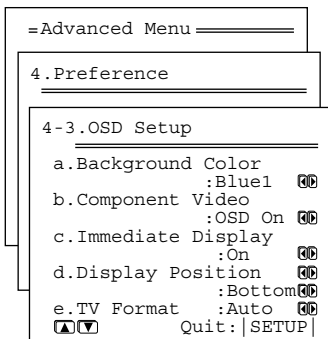 =Advanced Menu
4.Preference
4-3.OSD Setup
a.Background Color
:Blue1
b.Component Video
:OSD On
c.Immediate Display
:On
d.Display Position
:Bottom
e.TV Format :Auto
Quit:|SETUP|